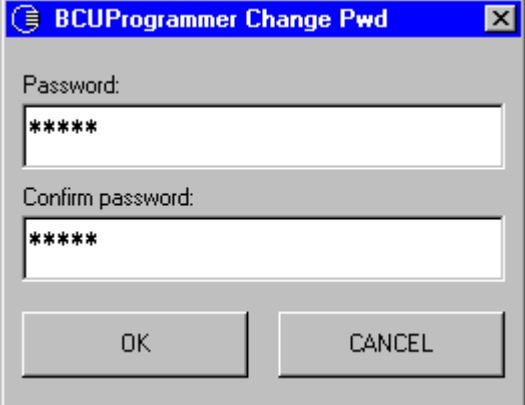 BCUProgrammer Change Pwd
Password:
*****
Confirm password:
*****
OK
CANCEL